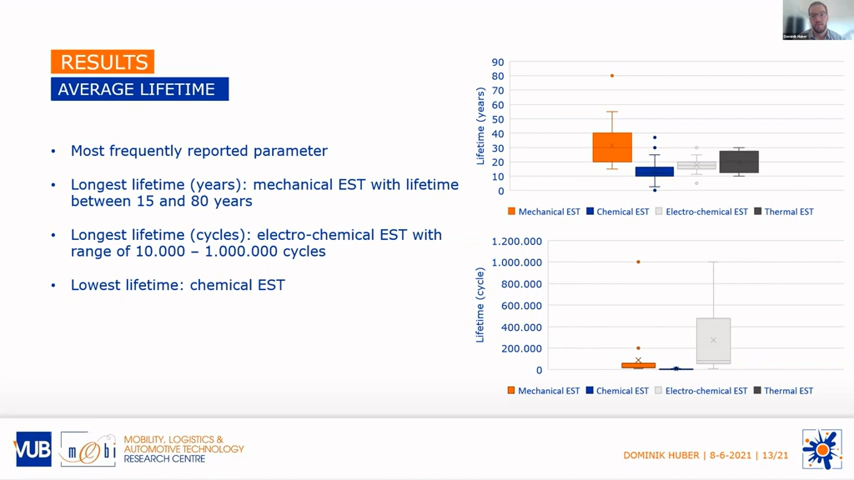 Dominik Huber
RESULTS
AVERAGE LIFETIME
• Most frequently reported parameter
• Longest lifetime (years): mechanical EST with lifetime
between 15 and 80 years
• Longest lifetime (cycles): electro-chemical EST with
range of 10.000 – 1.000.000 cycles
• Lowest lifetime: chemical EST
Lifetime (years)
90
80
70
60
50
40
30
20
10
0
Mechanical EST Chemical EST Electro-chemical EST Thermal EST
Lifetime (cycle)
1.200.000
1.000.000
800.000
600.000
400.000
200.000
0
Mechanical EST Chemical EST Electro-chemical EST Thermal EST
VUB
mobi
MOBILITY, LOGISTICS &
AUTOMOTIVE TECHNOLOGY
RESEARCH CENTRE
DOMINIK HUBER | 8-6-2021 | 13/21